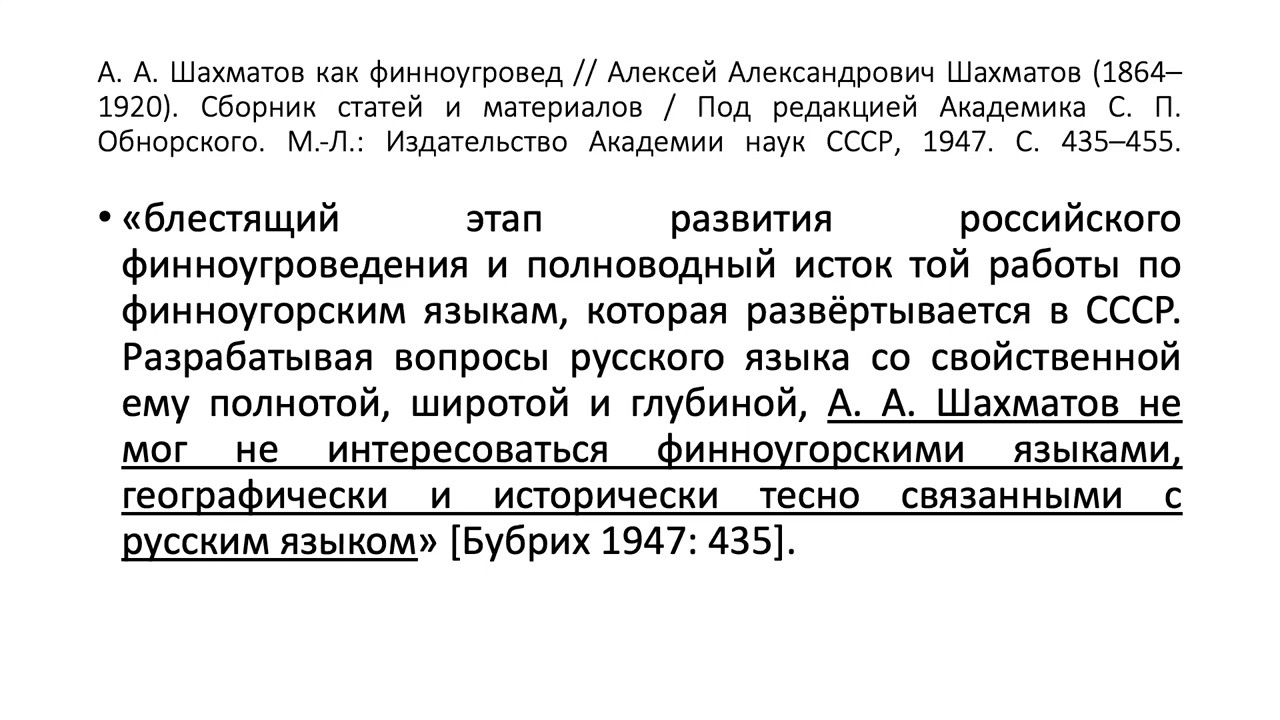 А. А. Шахматов как финноугровед // Алексей Александрович Шахматов (1864–
1920). Сборник статей и материалов / Под редакцией Академика С. П.
Обнорского. М.-Л.: Издательство Академии наук СССР, 1947. С. 435–455.
• «блестящий этап развития российского
финноугроведения и полноводный исток той работы по
финноугорским языкам, которая развёртывается в СССР.
Разрабатывая вопросы русского языка со свойственной
ему полнотой, широтой и глубиной, А. А. Шахматов не
мог не интересоваться финноугорскими языками,
географически и исторически тесно связанными с
русским языком» [Бубрих 1947: 435].